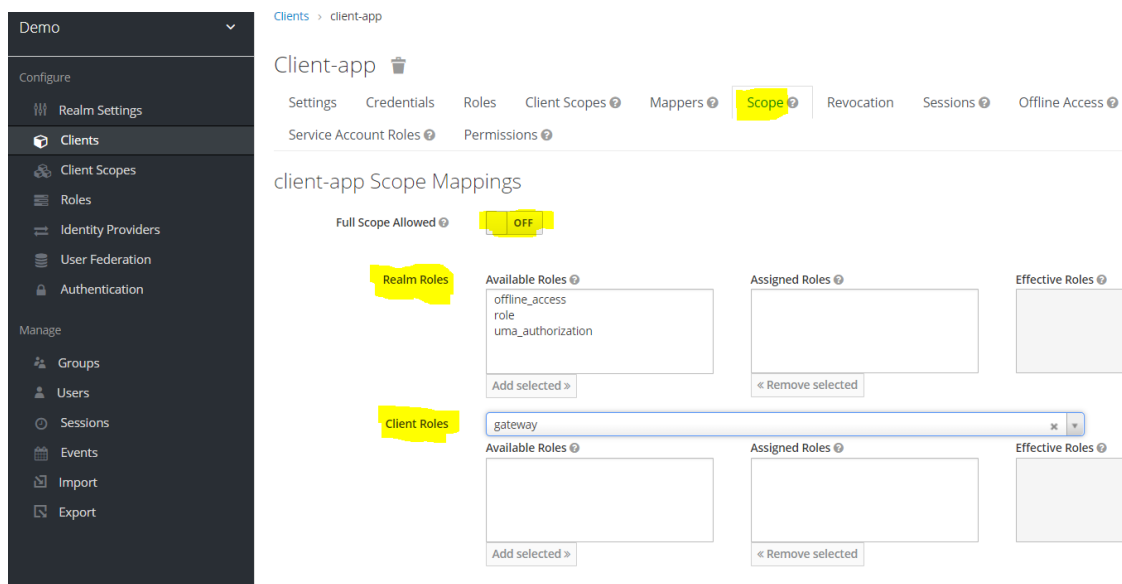 Demo
Configure
Realm Settings
Clients
Client Scopes
Roles
Identity Providers
User Federation
Authentication
Manage
Groups
Users
Sessions
Events
Import
Export
Clients > client-app
Client-app
Settings Credentials Roles Client Scopes Mappers Scope Revocation Sessions Offline Access
Service Account Roles Permissions
client-app Scope Mappings
Full Scope Allowed OFF
Realm Roles Available Roles Assigned Roles Effective Roles
offline_access
role
uma_authorization
Add selected » « Remove selected
Client Roles gateway
Available Roles Assigned Roles Effective Roles
Add selected » « Remove selected